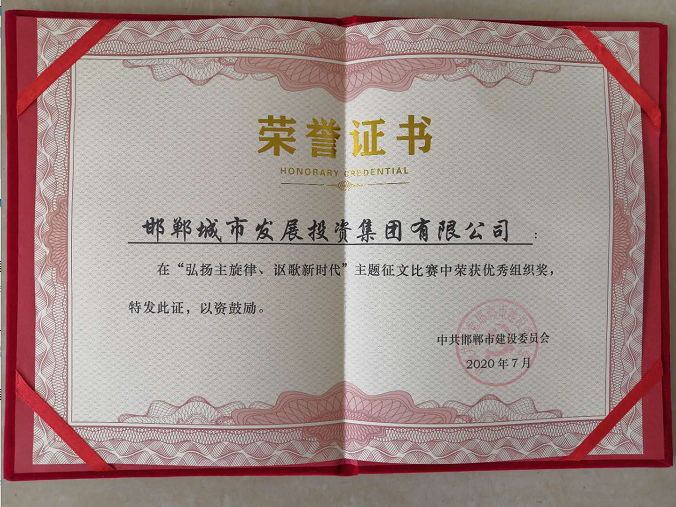 荣誉证书
HONORARY CREDENTIAL
邯郸城市发展投资集团有限公司：
在“弘扬主旋律、讴歌新时代”主题征文比赛中荣获优秀组织奖，
特发此证，以资鼓励。
中共邯郸市建设委员会
2020年7月